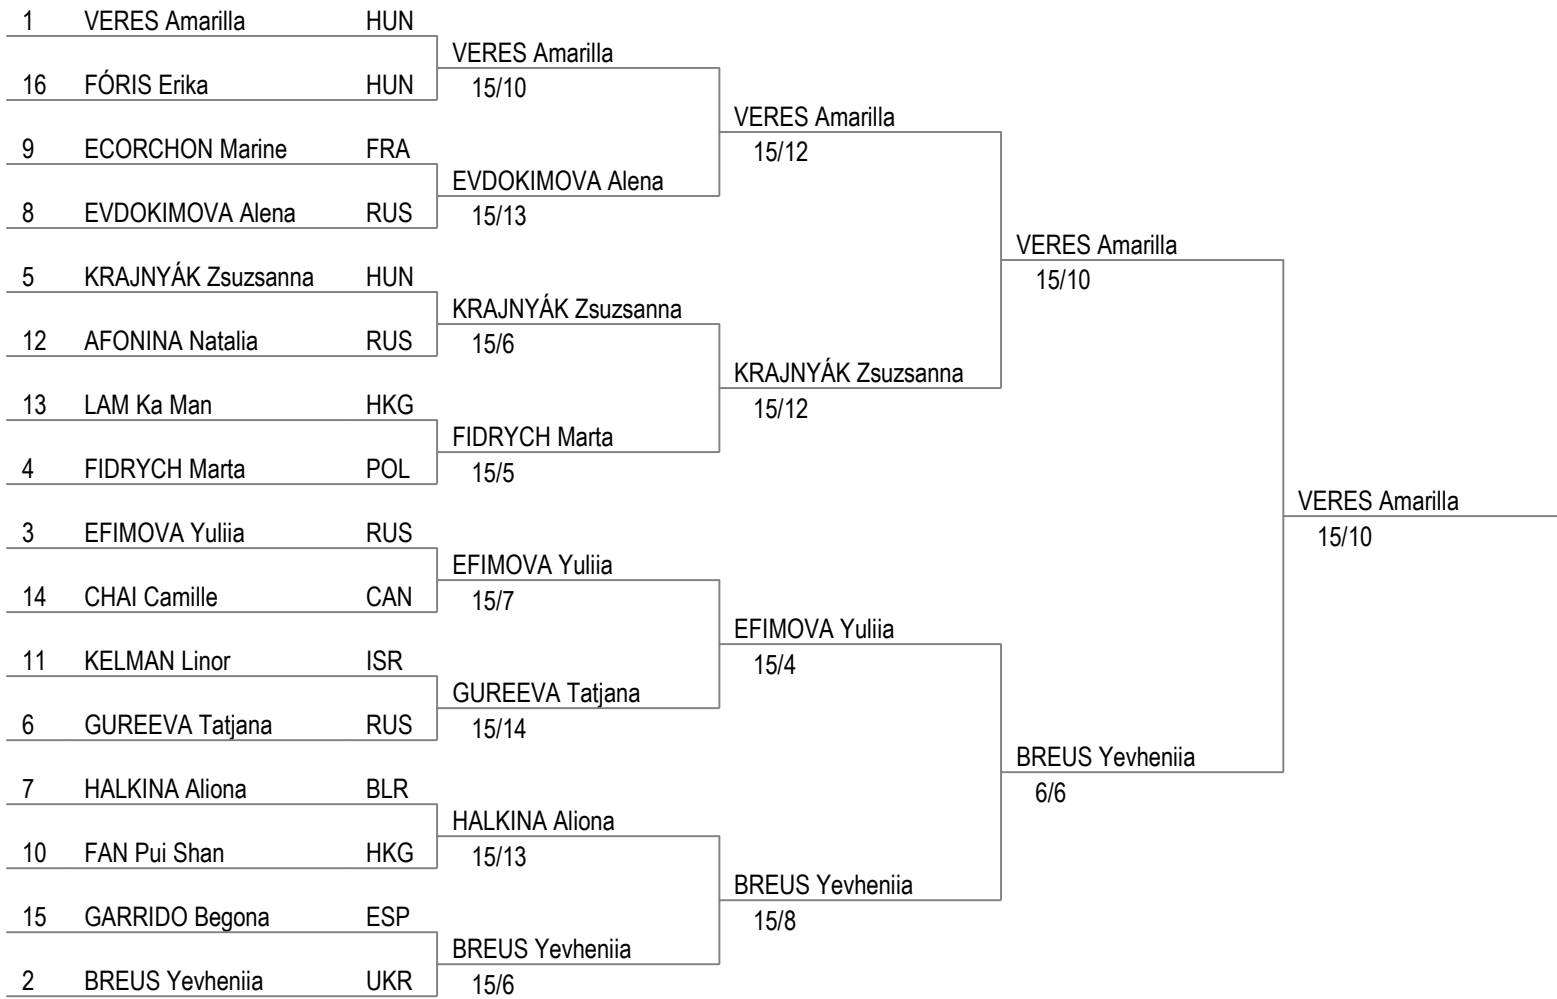 1 VERES Amarilla HUN
16 FÓRIS Erika HUN
9 ECORCHON Marine FRA
8 EVDOKIMOVA Alena RUS
5 KRAJNYÁK Zsuzsanna HUN
12 AFONINA Natalia RUS
13 LAM Ka Man HKG
4 FIDRYCH Marta POL
3 EFIMOVA Yuliia RUS
14 CHAI Camille CAN
11 KELMAN Linor ISR
6 GUREEVA Tatjana RUS
7 HALKINA Aliona BLR
10 FAN Pui Shan HKG
15 GARRIDO Begona ESP
2 BREUS Yevheniia UKR
VERES Amarilla
15/10
EVDOKIMOVA Alena
15/13
KRAJNYÁK Zsuzsanna
15/6
FIDRYCH Marta
15/5
EFIMOVA Yuliia
15/7
GUREEVA Tatjana
15/14
HALKINA Aliona
15/13
BREUS Yevheniia
15/6
VERES Amarilla
15/12
KRAJNYÁK Zsuzsanna
15/12
EFIMOVA Yuliia
15/4
BREUS Yevheniia
15/8
VERES Amarilla
15/10
BREUS Yevheniia
6/6
VERES Amarilla
15/10